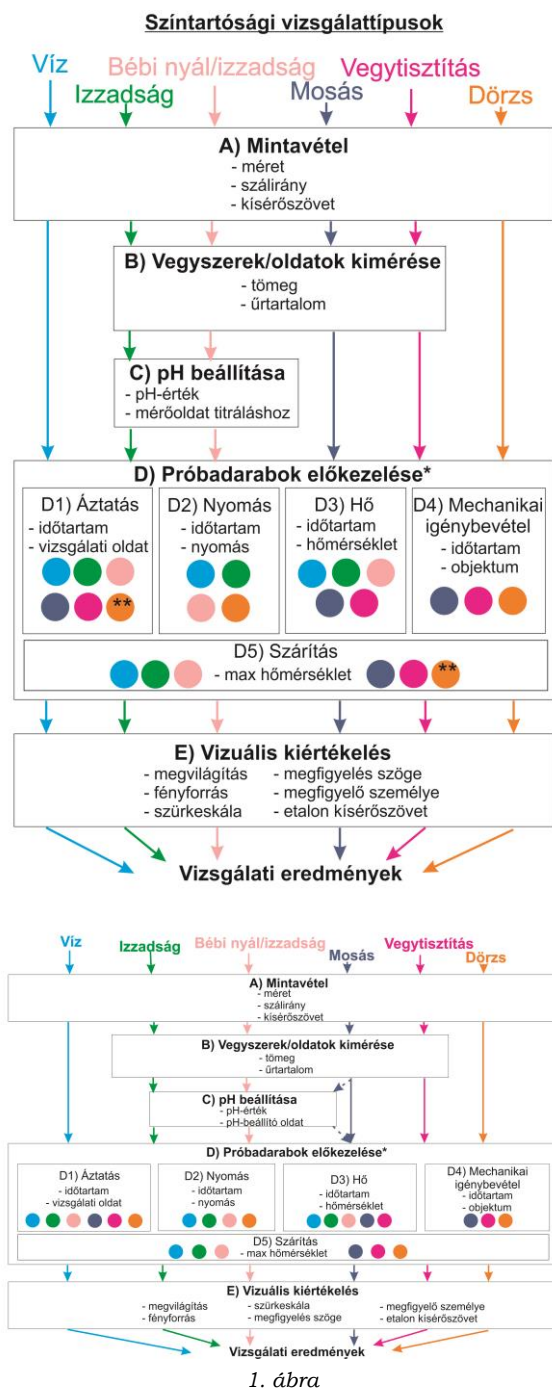 Színtartósági vizsgálattípusok
Víz
Bébi nyál/izzadság
Vegytisztítás
Izzadság
Mosás
Dörzs
A) Mintavétel
- méret
- szálirány
- kísérőszövet
B) Vegyszerek/oldatok kimérése
- tömeg
- űrtartalom
C) pH beállítása
- pH-érték
- mérőoldat titráláshoz
D) Próbadarabok előkezelése*
D1) Áztatás
- időtartam
- vizsgálati oldat
**
D2) Nyomás
- időtartam
- nyomás
D3) Hő
- időtartam
- hőmérséklet
D4) Mechanikai
igénybevétel
- időtartam
- objektum
D5) Szárítás
- max hőmérséklet
**
E) Vizuális kiértékelés
- megvilágítás
- fényforrás
- szürkeskála
- megfigyelés szöge
- megfigyelő személye
- etalon kísérőszövet
Vizsgálati eredmények
Víz
Izzadság
Bébi nyál/izzadság
Mosás
Vegytisztítás
Dörzs
A) Mintavétel
- méret
- szálirány
- kísérőszövet
B) Vegyszerek/oldatok kimérése
- tömeg
- űrtartalom
C) pH beállítása
- pH-érték
- pH-beállító oldat
D) Próbadarabok előkezelése*
D1) Áztatás
- időtartam
- vizsgálati oldat
D2) Nyomás
- időtartam
- nyomás
D3) Hő
- időtartam
- hőmérséklet
D4) Mechanikai
igénybevétel
- időtartam
- objektum
D5) Szárítás
- max hőmérséklet
E) Vizuális kiértékelés
- megvilágítás
- fényforrás
- szürkeskála
- megfigyelés szöge
- megfigyelő személye
- etalon kísérőszövet
Vizsgálati eredmények
1. ábra